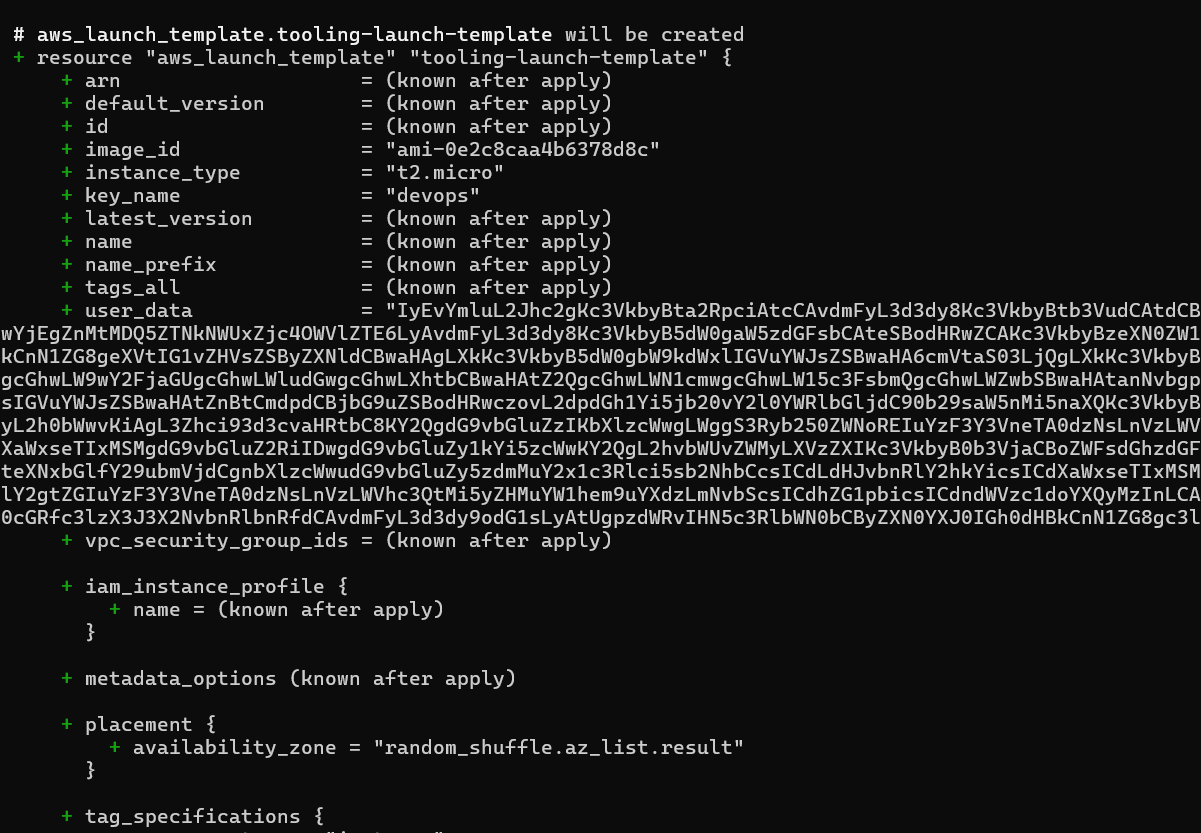 # aws_launch_template.tooling-launch-template will be created
+ resource "aws_launch_template" "tooling-launch-template" {
+ arn = (known after apply)
+ default_version = (known after apply)
+ id = (known after apply)
+ image_id = "ami-0e2c8caa4b6378d8c"
+ instance_type = "t2.micro"
+ key_name = "devops"
+ latest_version = (known after apply)
+ name = (known after apply)
+ name_prefix = (known after apply)
+ tags_all = (known after apply)
+ user_data = "IyEvYmluL2Jhc2gKc3VkbyBta2RpciAtcCAvdmFyL3d3dy8Kc3VkbyBtb3VudCAtdCB
wYjEgZnMtMDQ5ZTNkNWUxZjc4OWVlZTE6LyAvdmFyL3d3dy8Kc3VkbyB5dW0gaW5zdGFsbCAteSBodHRwZCAKc3VkbyBzeXN0ZW1
kCnN1ZG8geXVtIG1vZHVsZSByZXNldCBwaHAgLXkKc3VkbyB5dW0gbW9kdWxlIGVuYWJsZSBwaHA6cmVtaS03LjQgLXkKc3VkbyB
gcGhwLW9wY2FjaGUgcGhwLWludGwgcGhwLXhtbCBwaHAtZ2QgcGhwLWN1cmwgcGhwLW15c3FsbmQgcGhwLWZwbSBwaHAtanNvbgp
sIGVuYWJsZSBwaHAtZnBtCmdpdCBjbG9uZSBodHRwczovL2dpdGh1Yi5jb20vY2l0YWRlbGljdC90b29saW5nMi5naXQKc3VkbyB
yL2h0bWwvKiAgL3Zhci93d3cvaHRtbC8KY2QgdG9vbGluZzIKbXlzcWwgLWggS3Ryb250ZWNoREIuYzF3Y3VneTA0dzNsLnVzLWV
XaWxseTIxMSMgdG9vbGluZ2RiIDwgdG9vbGluZy1kYi5zcWwKY2QgL2hvbWUvZWMyLXVzZXIKc3VkbyB0b3VjaCBoZWFsdGhzdGF
teXNxbGlfY29ubmVjdCgnbXlzcWwudG9vbGluZy5zdmMuY2x1c3Rlci5sb2NhbCcsICdLdHJvbnRlY2hkYicsICdXaWxseTIxMSM
lY2gtZGIuYzF3Y3VneTA0dzNsLnVzLWVhc3QtMi5yZHMuYW1hem9uYXdzLmNvbScsICdhZG1pbicsICdndWVzc1doYXQyMzInLCA
0cGRfc3lzX3J3X2NvbnRlbnRfdCAvdmFyL3d3dy9odG1sLyAtUgpzdWRvIHN5c3RlbWN0bCByZXN0YXJ0IGh0dHBkCnN1ZG8gc3l
+ vpc_security_group_ids = (known after apply)
+ iam_instance_profile {
+ name = (known after apply)
}
+ metadata_options (known after apply)
+ placement {
+ availability_zone = "random_shuffle.az_list.result"
}
+ tag_specifications {